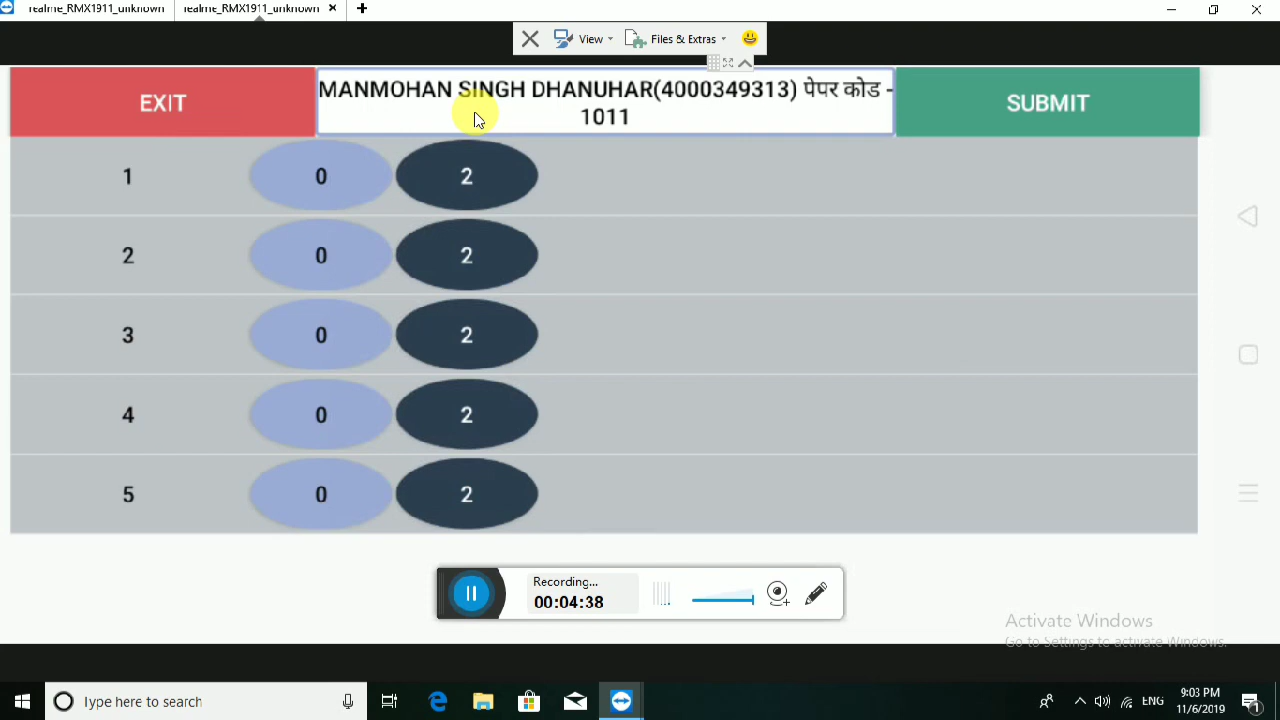 realme_RMX1911_unknown realme_RMX1911_unknown
View Files & Extras
EXIT
MANMOHAN SINGH DHANUHAR(4000349313) पेपर कोड -
1011
SUBMIT
1 0 2
2 0 2
3 0 2
4 0 2
5 0 2
Recording...
00:04:38
Activate Windows
Go to Settings to activate Windows.
Type here to search
ENG
9:03 PM
11/6/2019
1